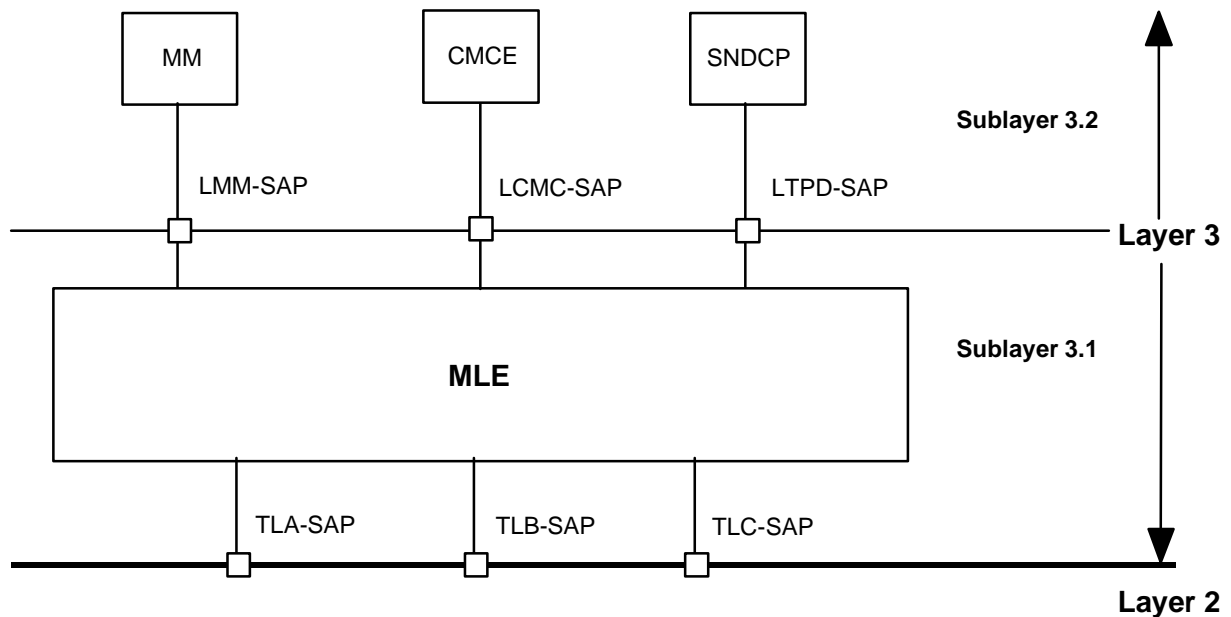 MM
CMCE
SNDCP
Sublayer 3.2
LMM-SAP
LCMC-SAP
LTPD-SAP
Layer 3
Sublayer 3.1
MLE
TLA-SAP
TLB-SAP
TLC-SAP
Layer 2